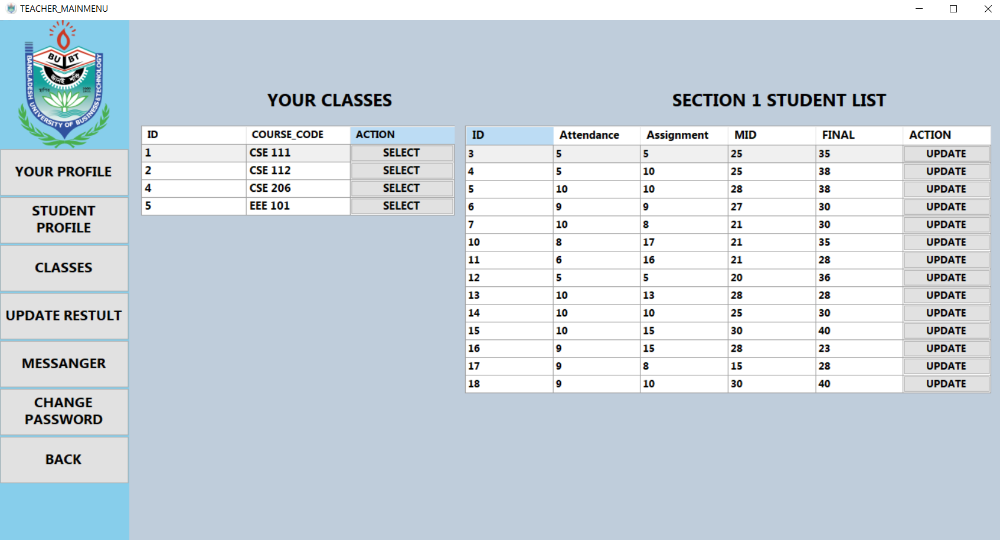 TEACHER_MAINMENU
BU BT
জ্ঞানই শক্তি
BANGLADESH UNIVERSITY OF BUSINESS & TECHNOLOGY
YOUR PROFILE
STUDENT
PROFILE
CLASSES
UPDATE RESTULT
MESSANGER
CHANGE
PASSWORD
BACK
YOUR CLASSES
ID COURSE_CODE ACTION
1 CSE 111 SELECT
2 CSE 112 SELECT
4 CSE 206 SELECT
5 EEE 101 SELECT
SECTION 1 STUDENT LIST
ID Attendance Assignment MID FINAL ACTION
3 5 5 25 35 UPDATE
4 5 10 25 38 UPDATE
5 10 10 28 38 UPDATE
6 9 9 27 30 UPDATE
7 10 8 21 30 UPDATE
10 8 17 21 35 UPDATE
11 6 16 21 28 UPDATE
12 5 5 20 36 UPDATE
13 10 13 28 28 UPDATE
14 10 10 25 30 UPDATE
15 10 15 30 40 UPDATE
16 9 15 28 23 UPDATE
17 9 8 15 28 UPDATE
18 9 10 30 40 UPDATE